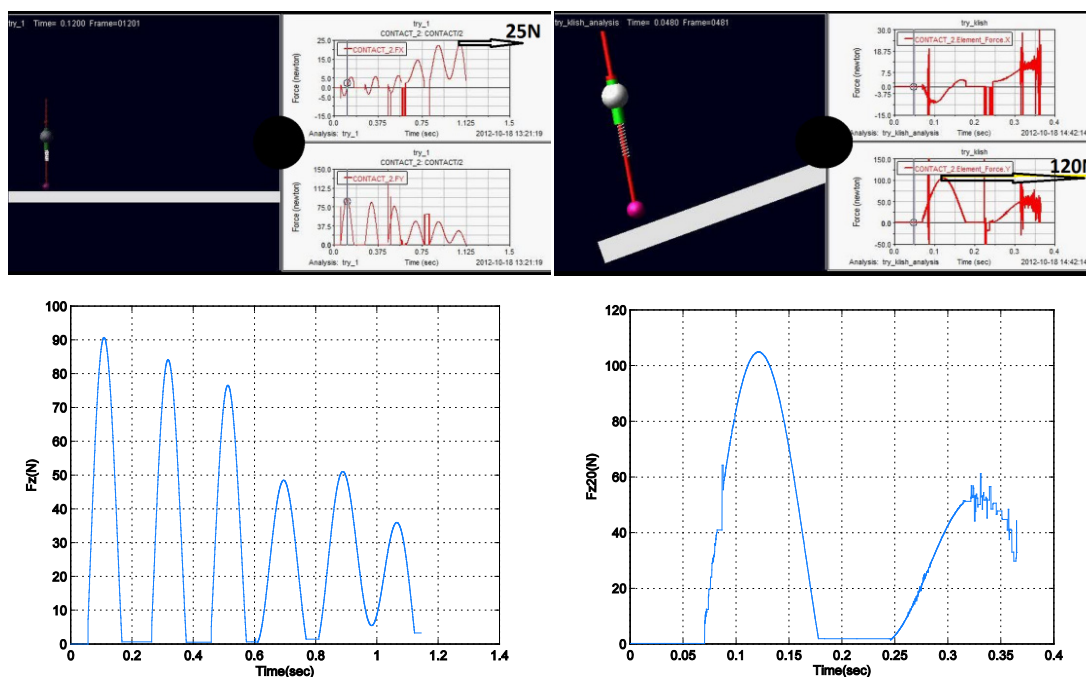 try_1 Time= 0.1200 Frame=01201
try_1
CONTACT_2: CONTACT/2
25N
CONTACT_2.FX
Force (newton)
25.0
15.0
5.0
-5.0
-15.0
0.0 0.375 0.75 1.125 1.5
Analysis: try_1 Time (sec) 2012-10-18 13:21:19
try_1
CONTACT_2: CONTACT/2
CONTACT_2.FY
Force (newton)
150.0
112.5
75.0
37.5
0.0
0.0 0.375 0.75 1.125 1.5
Analysis: try_1 Time (sec) 2012-10-18 13:21:19
try_klish_analysis Time= 0.0480 Frame=0481
try_klish
CONTACT_2.Element_Force.X
Force (newton)
30.0
18.75
7.5
-3.75
-15.0
0.0 0.1 0.2 0.3 0.4
Analysis: try_klish_analysis Time (sec) 2012-10-18 14:42:14
try_klish
CONTACT_2.Element_Force.Y
120N
Force (newton)
150.0
100.0
50.0
0.0
-50.0
0.0 0.1 0.2 0.3 0.4
Analysis: try_klish_analysis Time (sec) 2012-10-18 14:42:14
Fz(N)
100
90
80
70
60
50
40
30
20
10
0
0 0.2 0.4 0.6 0.8 1 1.2 1.4
Time(sec)
Fz20(N)
120
100
80
60
40
20
0
0 0.05 0.1 0.15 0.2 0.25 0.3 0.35 0.4
Time(sec)